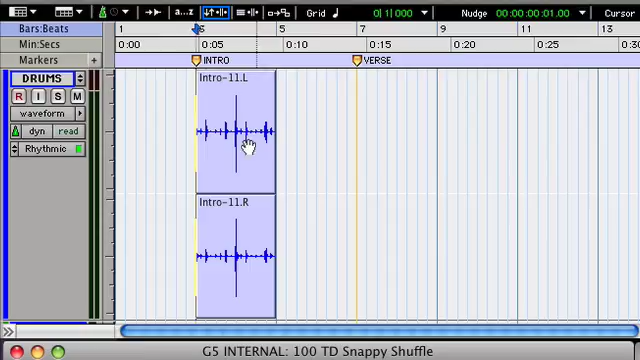 a...z Grid 0|1|000 Nudge 00:00:00:01.00 Cursor
Bars:Beats 1 5 7 9 11 13
Min:Secs 0:00 0:05 0:10 0:15 0:20 0:25 0:30
Markers + INTRO VERSE
DRUMS Intro-11.L
R I S M
waveform
dyn read
Rhythmic
Intro-11.R
G5 INTERNAL: 100 TD Snappy Shuffle